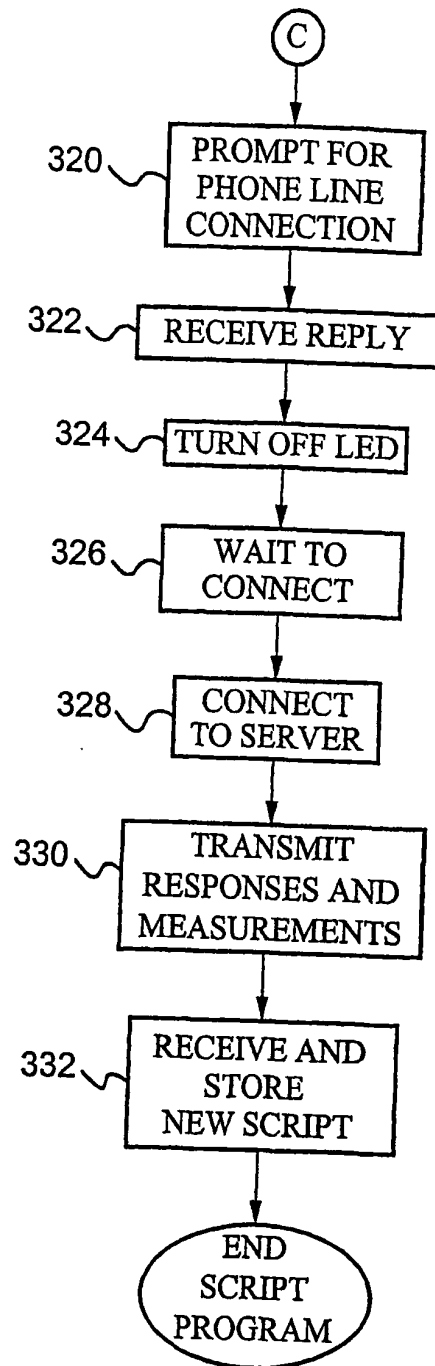 C
320
PROMPT FOR
PHONE LINE
CONNECTION
322
RECEIVE REPLY
324
TURN OFF LED
326
WAIT TO
CONNECT
328
CONNECT
TO SERVER
330
TRANSMIT
RESPONSES AND
MEASUREMENTS
332
RECEIVE AND
STORE
NEW SCRIPT
END
SCRIPT
PROGRAM